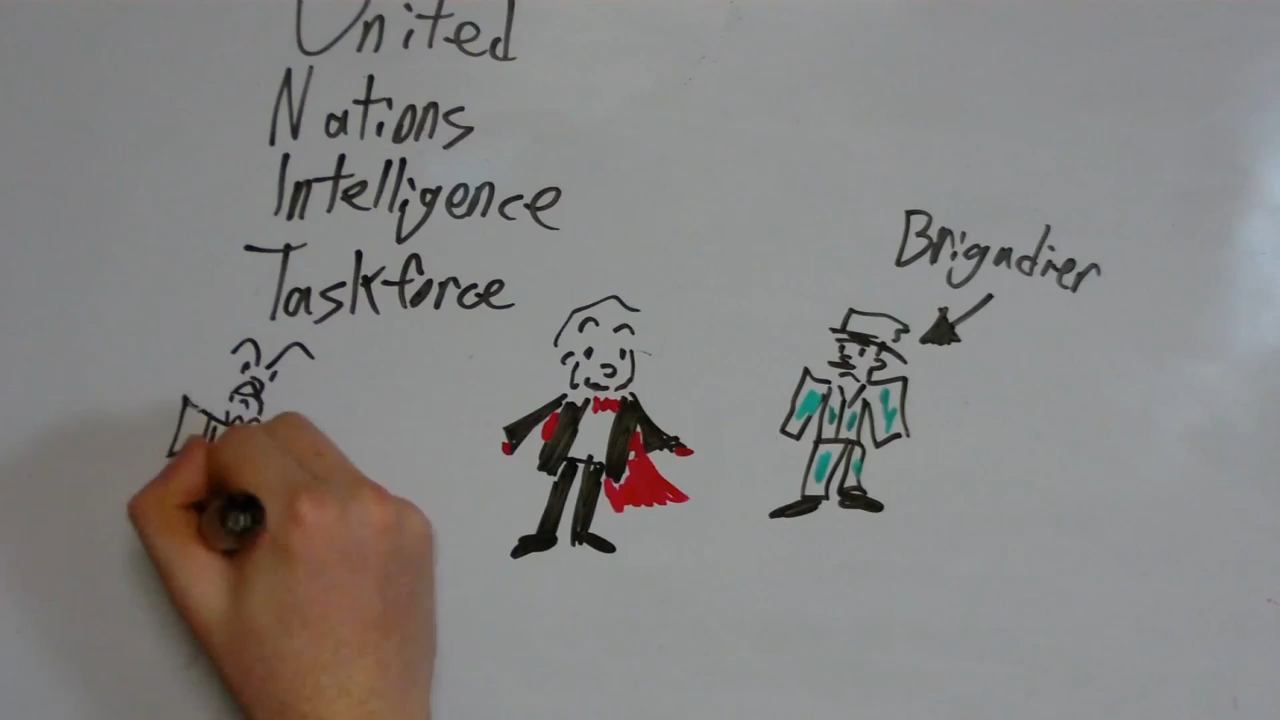 United
Nations
Intelligence
Taskforce
Brigadier